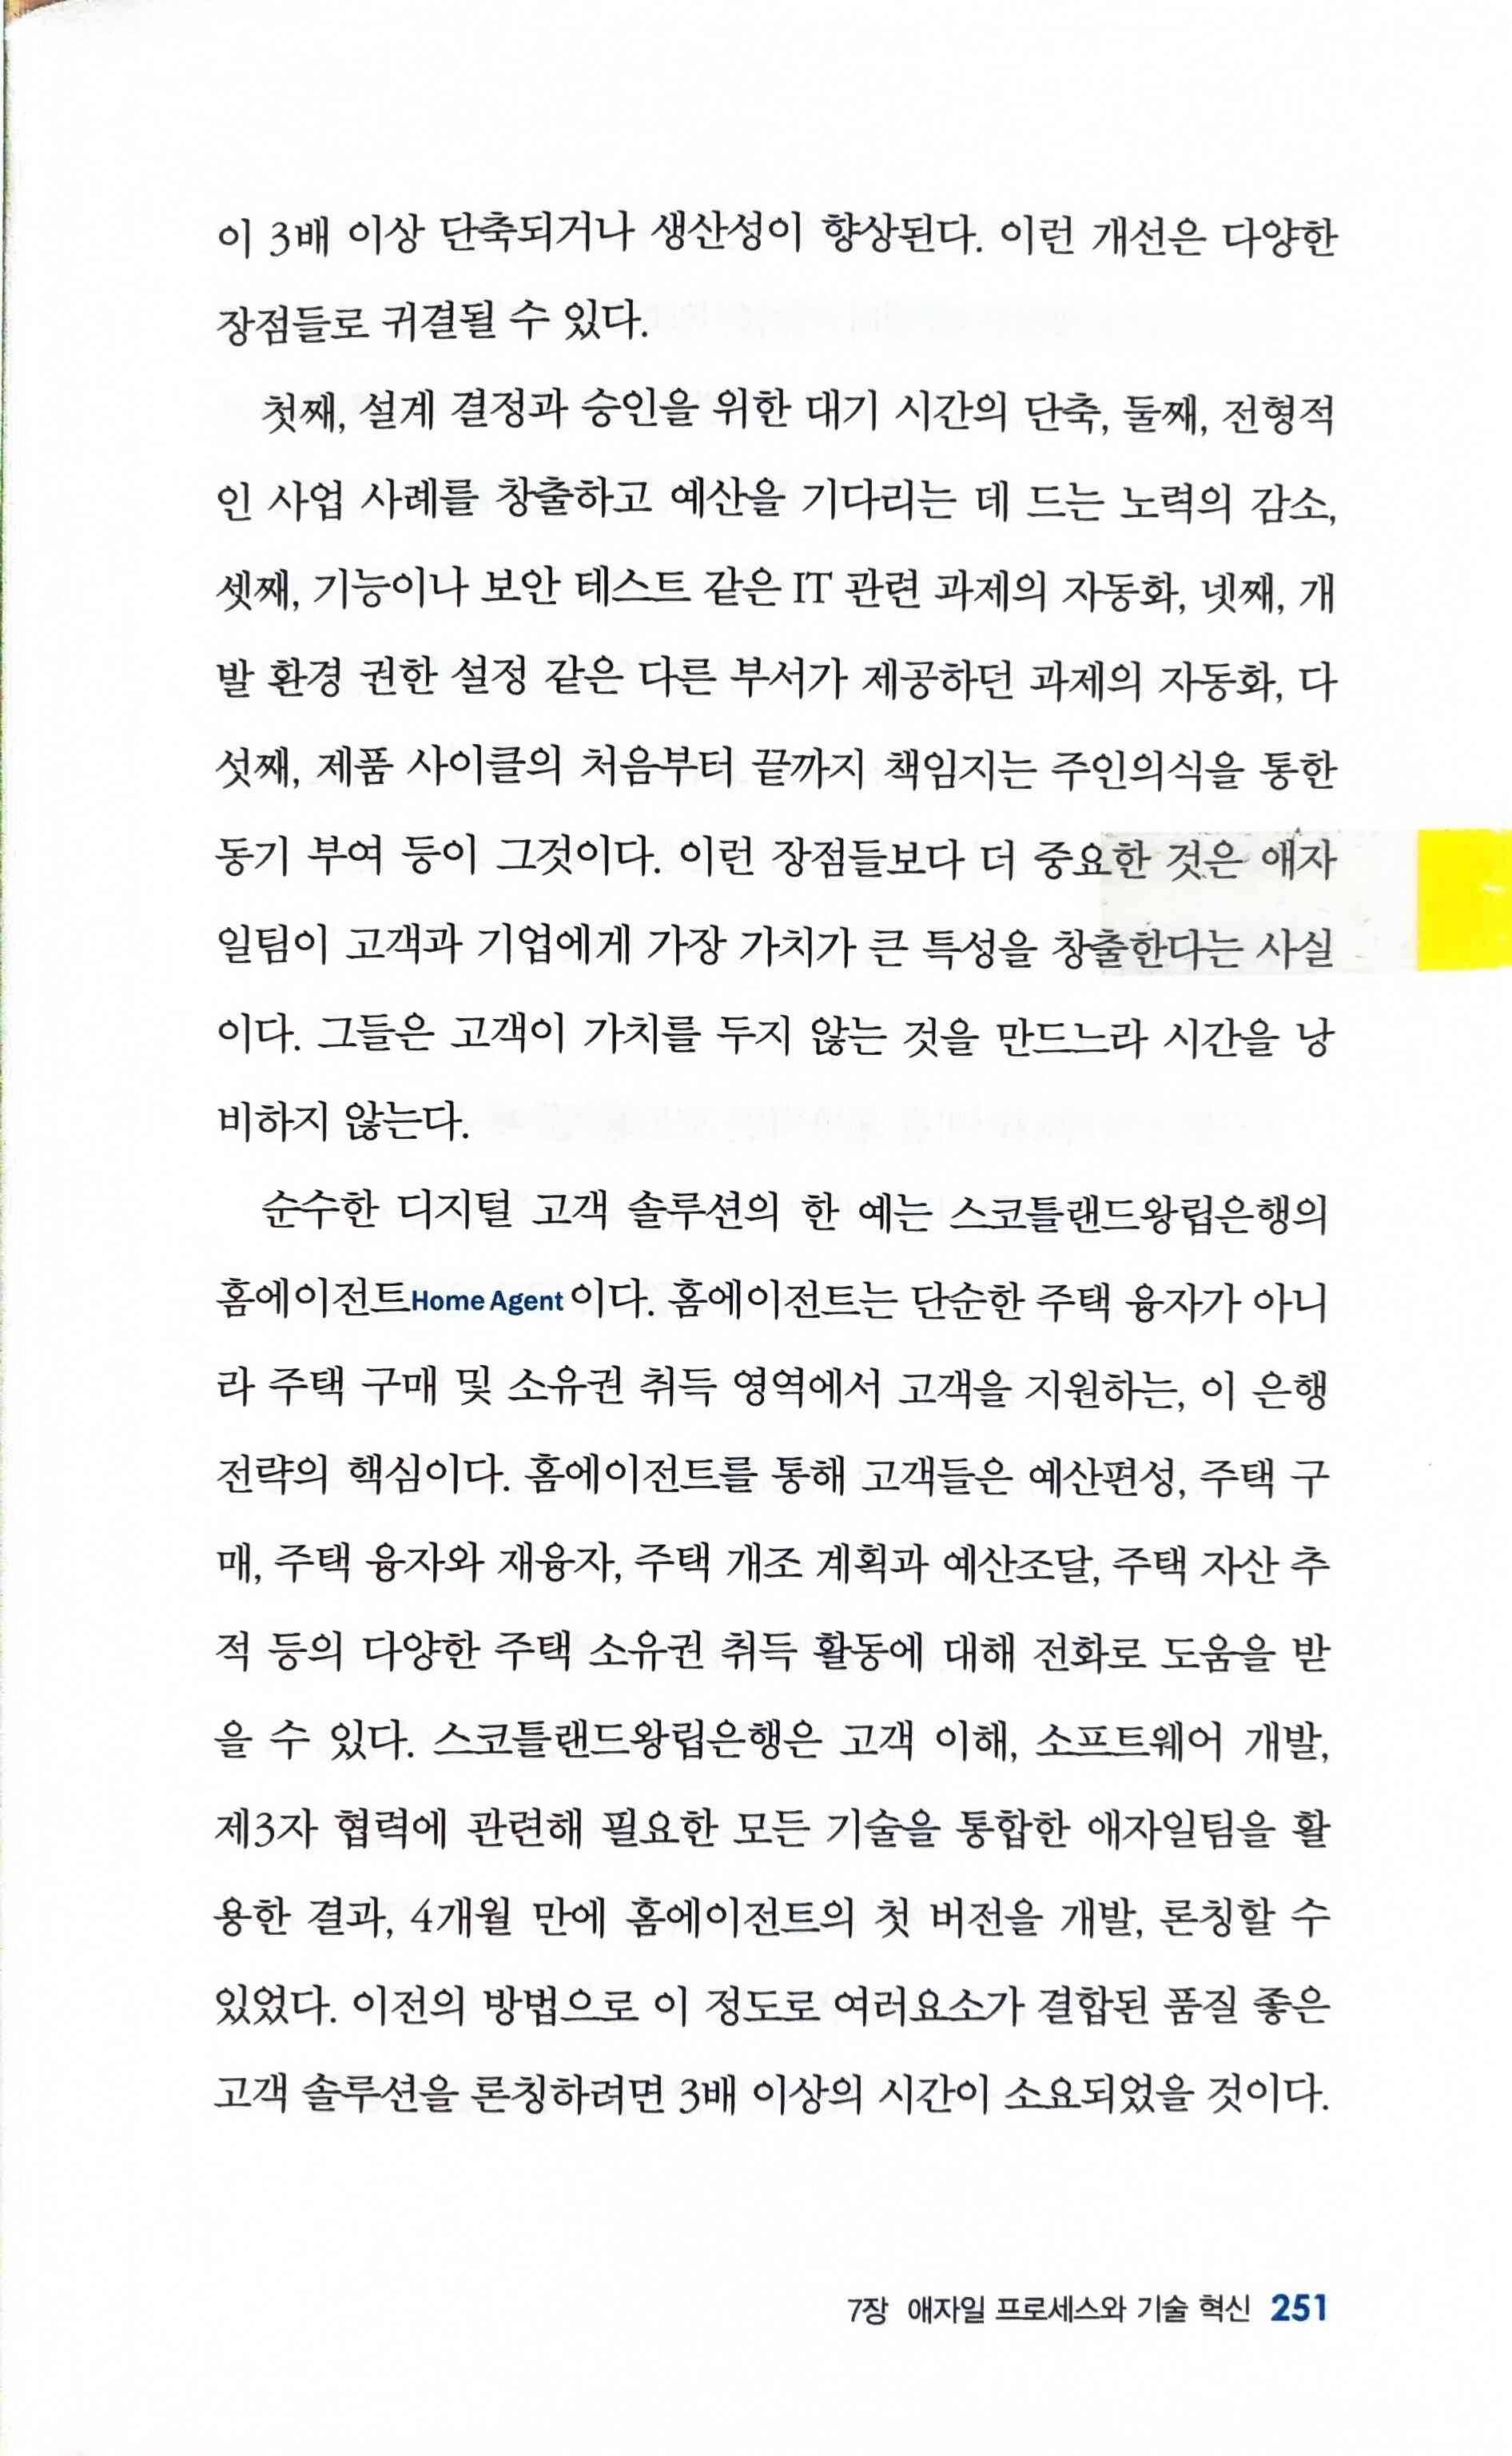 이 3배 이상 단축되거나 생산성이 향상된다. 이런 개선은 다양한
장점들로 귀결될 수 있다.
첫째, 설계 결정과 승인을 위한 대기 시간의 단축, 둘째, 전형적
인 사업 사례를 창출하고 예산을 기다리는 데 드는 노력의 감소,
셋째, 기능이나 보안 테스트 같은 IT 관련 과제의 자동화, 넷째, 개
발 환경 권한 설정 같은 다른 부서가 제공하던 과제의 자동화, 다
섯째, 제품 사이클의 처음부터 끝까지 책임지는 주인의식을 통한
동기 부여 등이 그것이다. 이런 장점들보다 더 중요한 것은 애자
일팀이 고객과 기업에게 가장 가치가 큰 특성을 창출한다는 사실
이다. 그들은 고객이 가치를 두지 않는 것을 만드느라 시간을 낭
비하지 않는다.
순수한 디지털 고객 솔루션의 한 예는 스코틀랜드왕립은행의
홈에이전트Home Agent이다. 홈에이전트는 단순한 주택 융자가 아니
라 주택 구매 및 소유권 취득 영역에서 고객을 지원하는, 이 은행
전략의 핵심이다. 홈에이전트를 통해 고객들은 예산편성, 주택 구
매, 주택 융자와 재융자, 주택 개조 계획과 예산조달, 주택 자산 추
적 등의 다양한 주택 소유권 취득 활동에 대해 전화로 도움을 받
을 수 있다. 스코틀랜드왕립은행은 고객 이해, 소프트웨어 개발,
제3자 협력에 관련해 필요한 모든 기술을 통합한 애자일팀을 활
용한 결과, 4개월 만에 홈에이전트의 첫 버전을 개발, 론칭할 수
있었다. 이전의 방법으로 이 정도로 여러요소가 결합된 품질 좋은
고객 솔루션을 론칭하려면 3배 이상의 시간이 소요되었을 것이다.
7장 애자일 프로세스와 기술 혁신 251